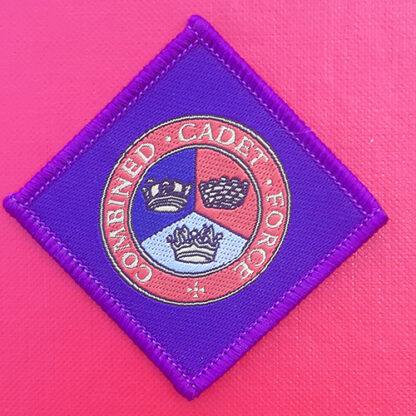 COMBINED · CADET · FORCE